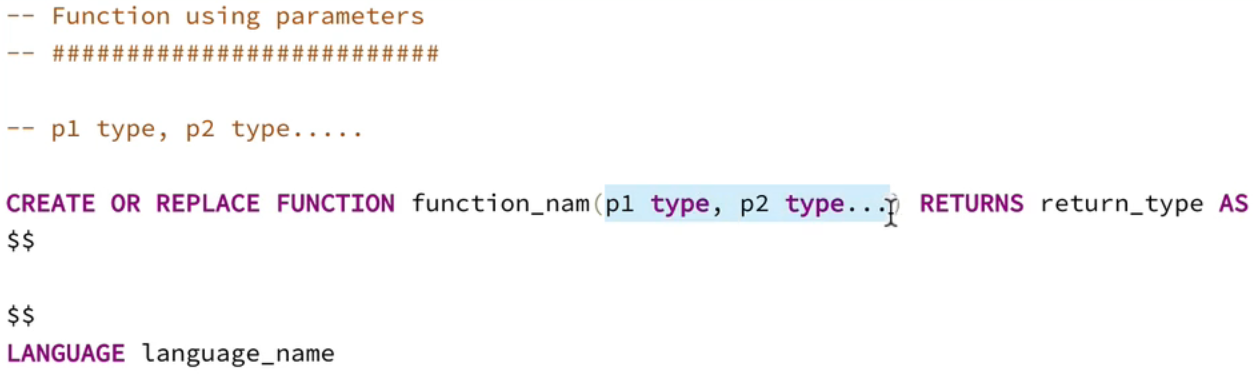 -- Function using parameters
-- ##########################
-- p1 type, p2 type.....
CREATE OR REPLACE FUNCTION function_nam(p1 type, p2 type...) RETURNS return_type AS
$$
$$
LANGUAGE language_name